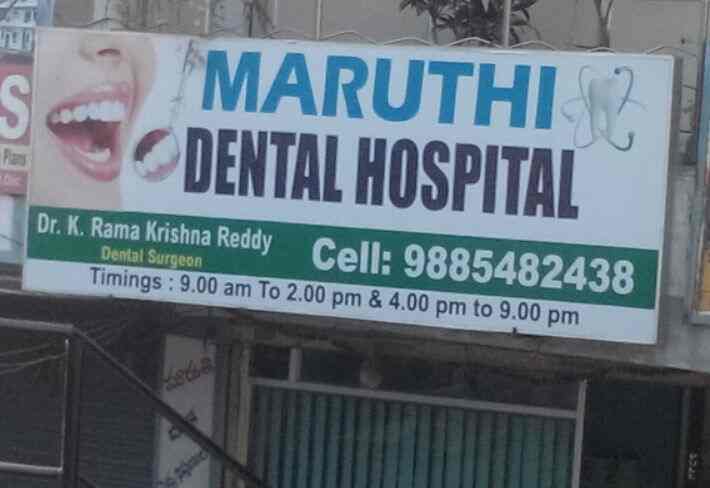 MARUTHI
DENTAL HOSPITAL
Dr. K. Rama Krishna Reddy
Dental Surgeon
Cell: 9885482438
Timings : 9.00 am To 2.00 pm & 4.00 pm to 9.00 pm
S
Plans
మారుతి